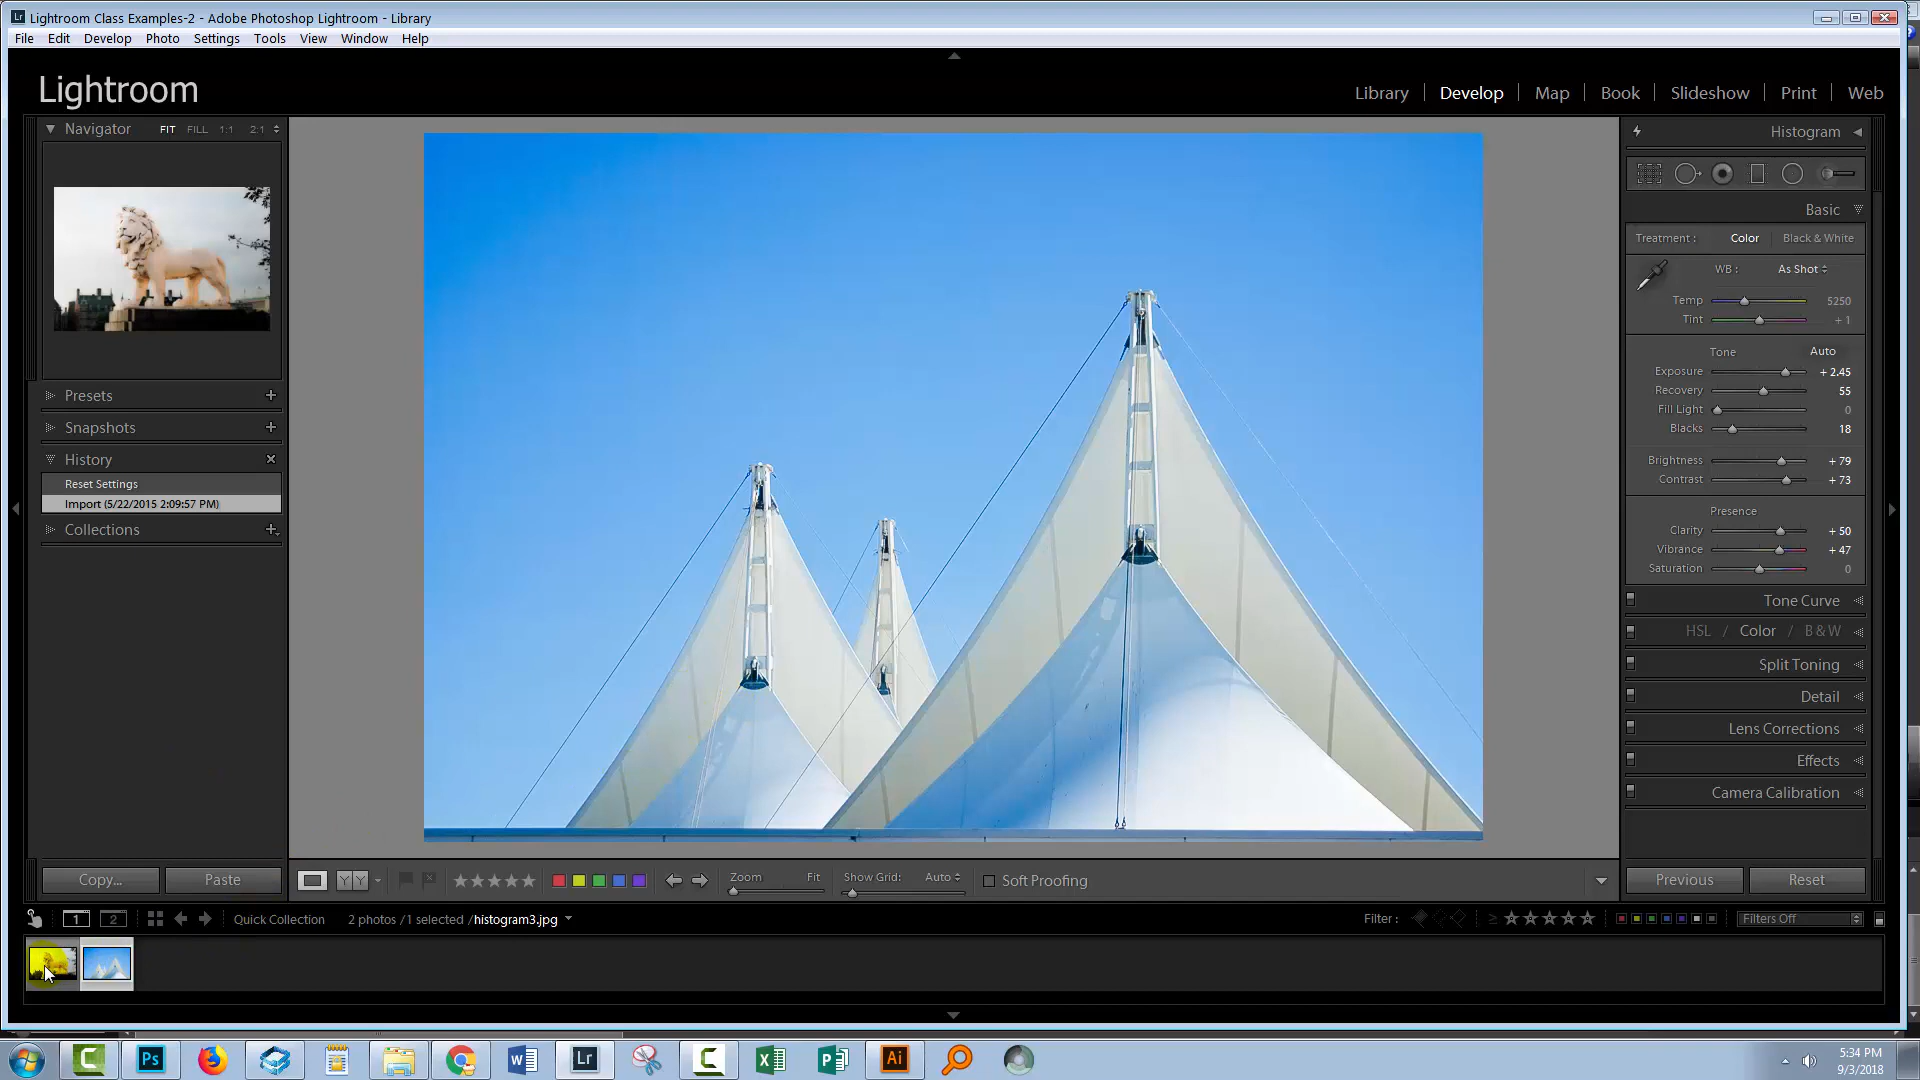 Lightroom Class Examples-2 - Adobe Photoshop Lightroom - Library
File Edit Develop Photo Settings Tools View Window Help
Lightroom
Library Develop Map Book Slideshow Print Web
Navigator FIT FILL 1:1 2:1
Histogram
Basic
Treatment : Color Black & White
WB : As Shot
Temp 5250
Tint + 1
Tone Auto
Exposure + 2.45
Recovery 55
Fill Light 0
Blacks 18
Brightness + 79
Contrast + 73
Presence
Clarity + 50
Vibrance + 47
Saturation 0
Presets
Snapshots
History
Reset Settings
Import (5/22/2015 2:09:57 PM)
Collections
Tone Curve
HSL / Color / B & W
Split Toning
Detail
Lens Corrections
Effects
Camera Calibration
Copy... Paste
YY
Zoom Fit Show Grid: Auto Soft Proofing
Previous Reset
1 2 Quick Collection 2 photos / 1 selected / histogram3.jpg
Filter : Filters Off
Ps W Lr C X P Ai
5:34 PM
9/3/2018